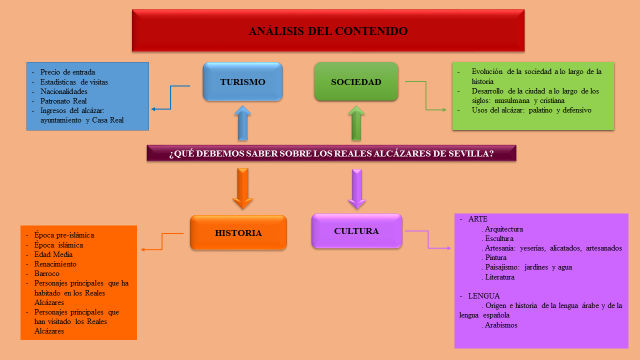 ANÁLISIS DEL CONTENIDO
- Precio de entrada
- Estadísticas de visitas
- Nacionalidades
- Patronato Real
- Ingresos del alcázar:
ayuntamiento y Casa Real
TURISMO
SOCIEDAD
- Evolución de la sociedad a lo largo de la
historia
- Desarrollo de la ciudad a lo largo de los
siglos: musulmana y cristiana
- Usos del alcázar: palatino y defensivo
¿QUÉ DEBEMOS SABER SOBRE LOS REALES ALCÁZARES DE SEVILLA?
HISTORIA
CULTURA
- Época pre-islámica
- Época islámica
- Edad Media
- Renacimiento
- Barroco
- Personajes principales que ha
habitado en los Reales
Alcázares
- Personajes principales que
han visitado los Reales
Alcázares
- ARTE
. Arquitectura
. Escultura
. Artesanía: yeserías, alicatados, artesanados
. Pintura
. Paisajismo: jardines y agua
. Literatura
- LENGUA
. Origen e historia de la lengua árabe y de la
lengua española
. Arabismos